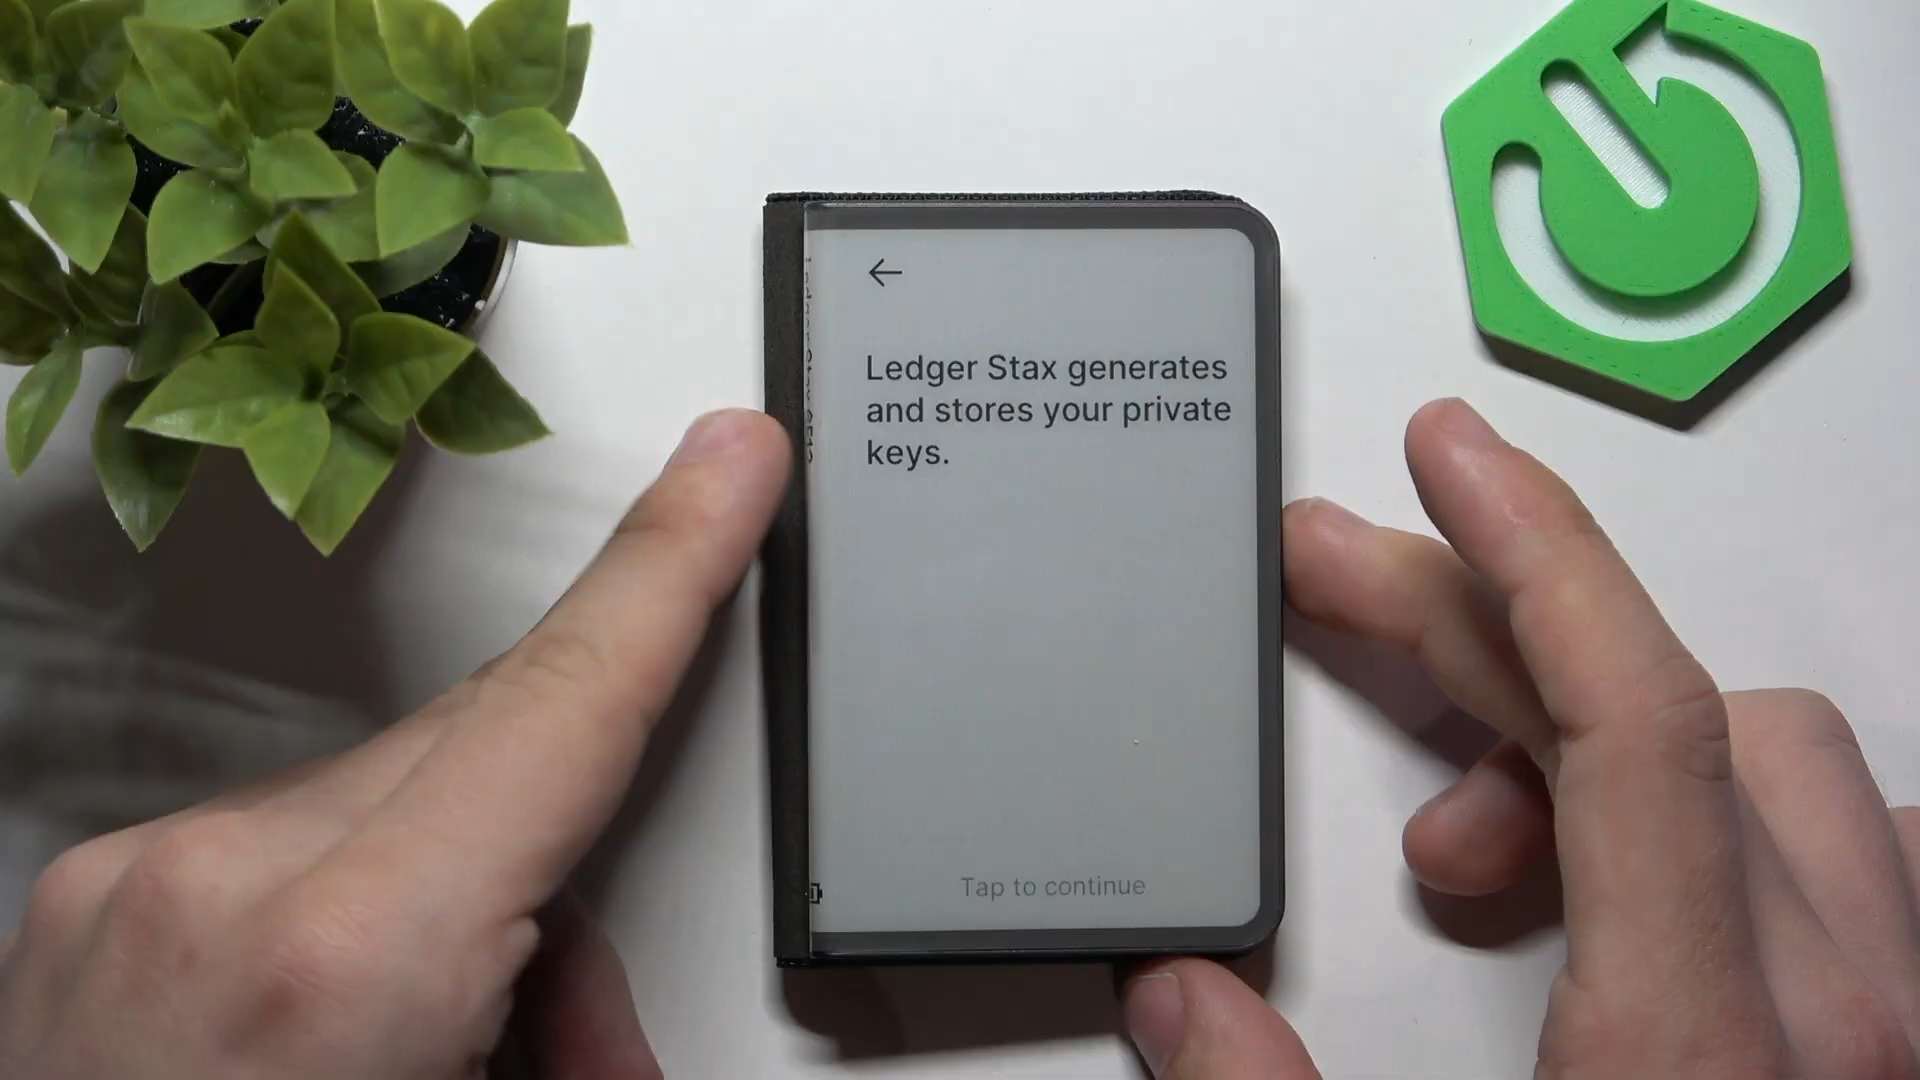 Ledger Stax generates
and stores your private
keys.
Tap to continue